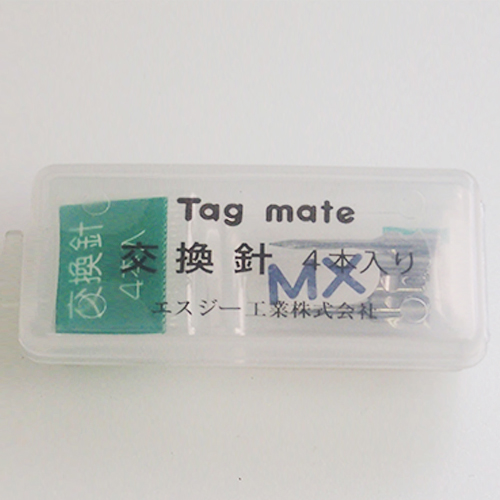 Tag mate
交換針 4本入り
MX
エスジー工業株式会社
交換針
4 入